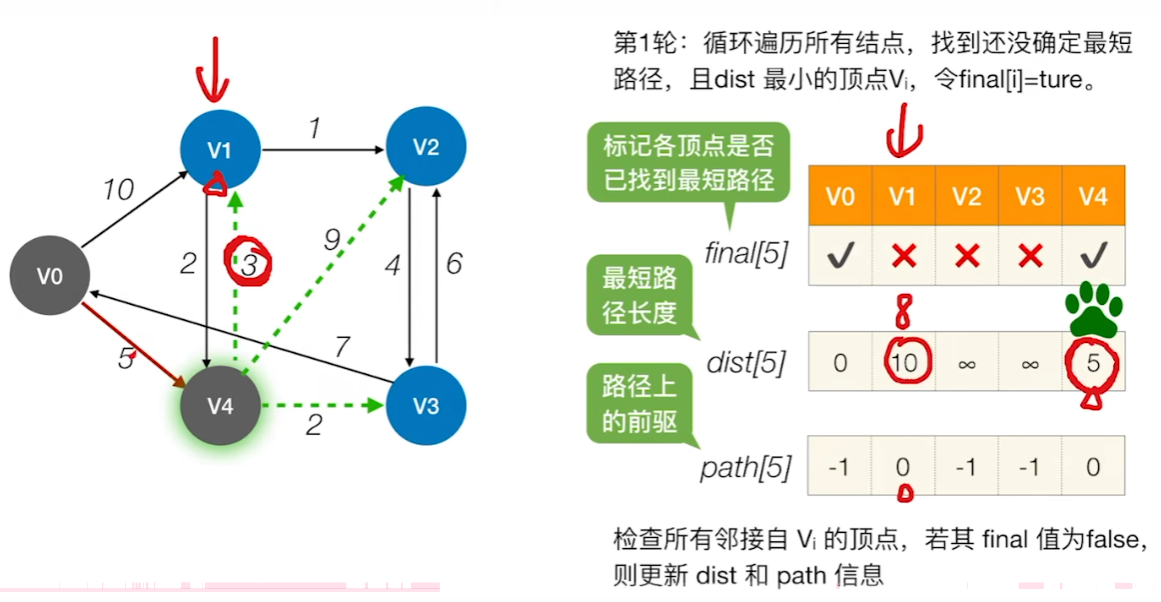 第1轮：循环遍历所有结点，找到还没确定最短
路径，且dist 最小的顶点Vᵢ，令final[i]=ture。
标记各顶点是否
已找到最短路径
V0 V1 V2 V3 V4
final[5] ✓ × × × ✓
8
最短路
径长度
dist[5] 0 10 ∞ ∞ 5
路径上
的前驱
path[5] -1 0 -1 -1 0
检查所有邻接自 Vᵢ 的顶点，若其 final 值为false，
则更新 dist 和 path 信息
V1
1
V2
10
2
3
9
4
6
V0
5
7
V4
2
V3